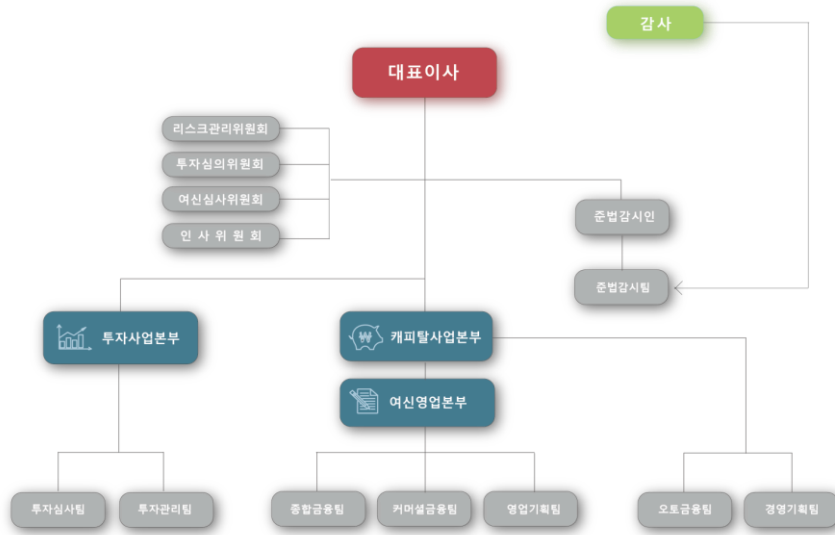 감사
대표이사
리스크관리위원회
투자심의위원회
여신심사위원회
인 사 위 원 회
준법감시인
준법감시팀
투자사업본부
캐피탈사업본부
여신영업본부
투자심사팀
투자관리팀
종합금융팀
커머셜금융팀
영업기획팀
오토금융팀
경영기획팀